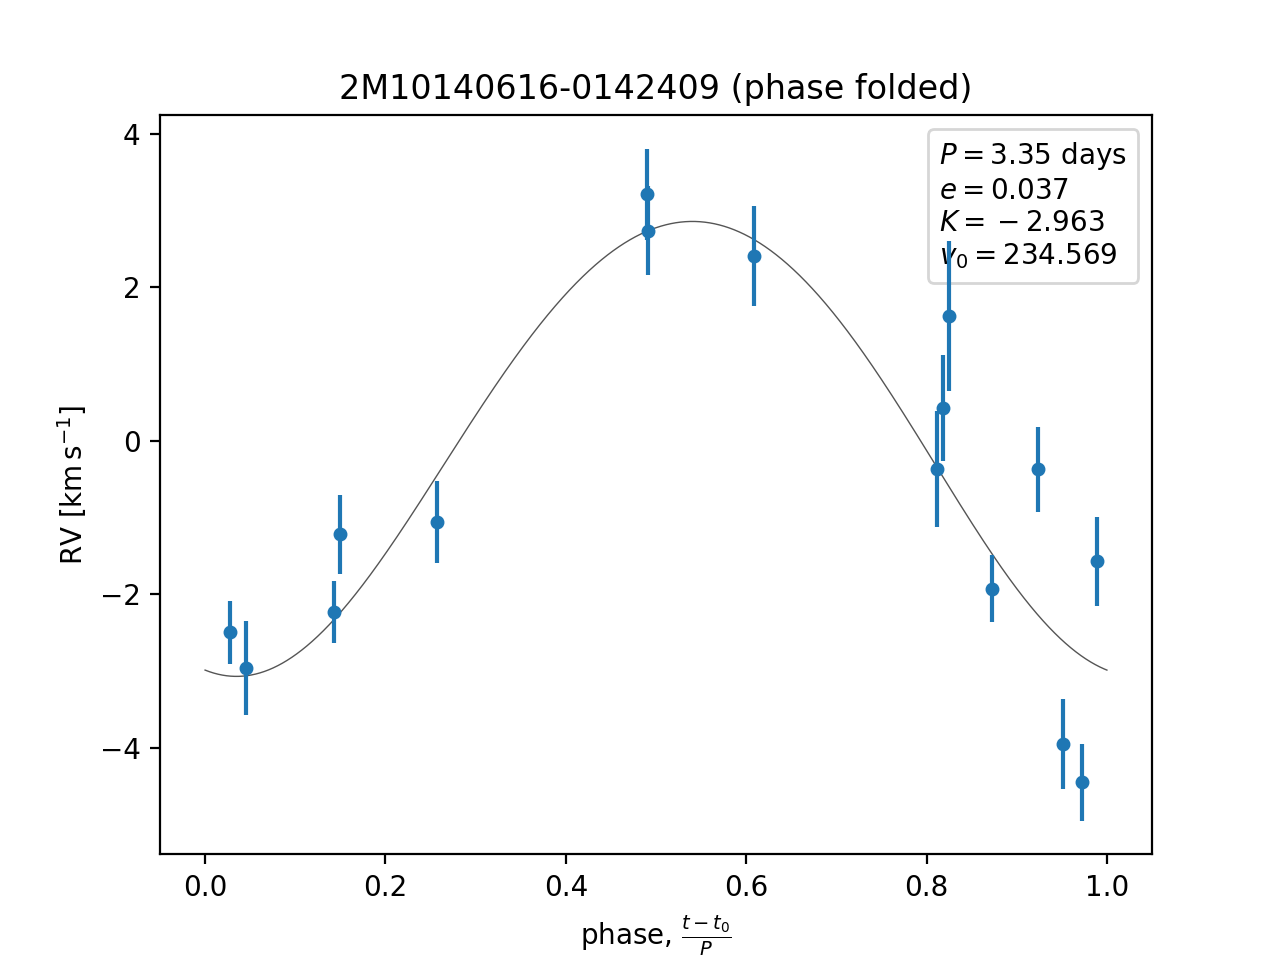 2M10140616-0142409 (phase folded)
P = 3.35 days
e = 0.037
K = −2.963
v₀ = 234.569
RV [km s⁻¹]
4
2
0
−2
−4
0.0 0.2 0.4 0.6 0.8 1.0
phase, (t − t₀)/P